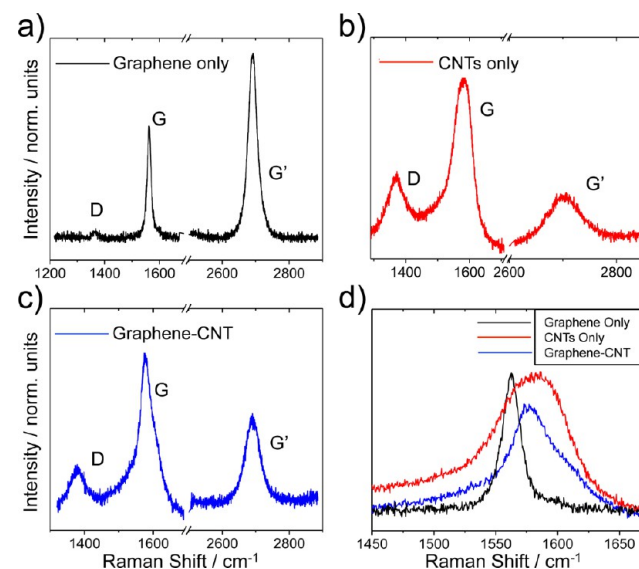 a)
Graphene only
G
D
G'
Intensity / norm. units
1200 1400 1600 2600 2800
b)
CNTs only
G
D
G'
1400 1600 2600 2800
c)
Graphene-CNT
G
D
G'
Intensity / norm. units
1400 1600 2600 2800
Raman Shift / cm-1
d)
Graphene Only
CNTs Only
Graphene-CNT
1450 1500 1550 1600 1650
Raman Shift / cm-1